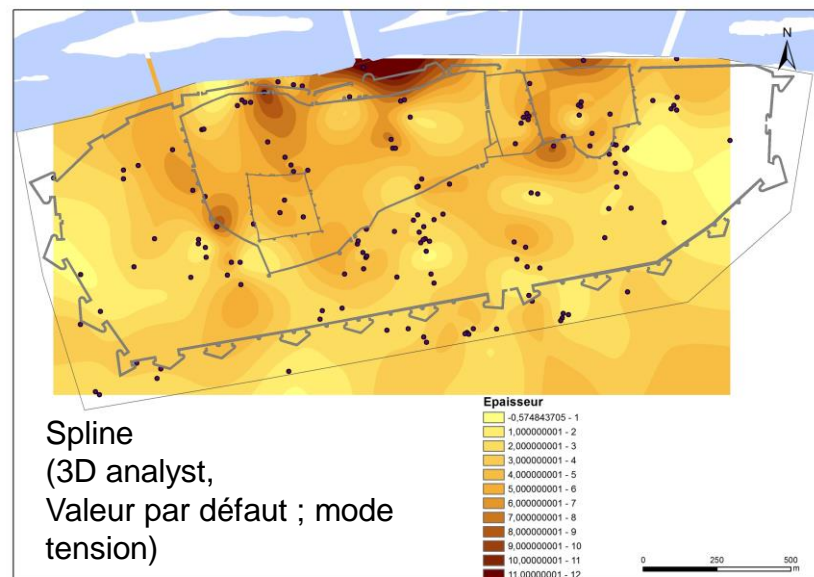 N
Spline
(3D analyst,
Valeur par défaut ; mode
tension)
Epaisseur
-0,574843705 - 1
1,000000001 - 2
2,000000001 - 3
3,000000001 - 4
4,000000001 - 5
5,000000001 - 6
6,000000001 - 7
7,000000001 - 8
8,000000001 - 9
9,000000001 - 10
10,00000001 - 11
11,00000001 - 12
0 250 500
m